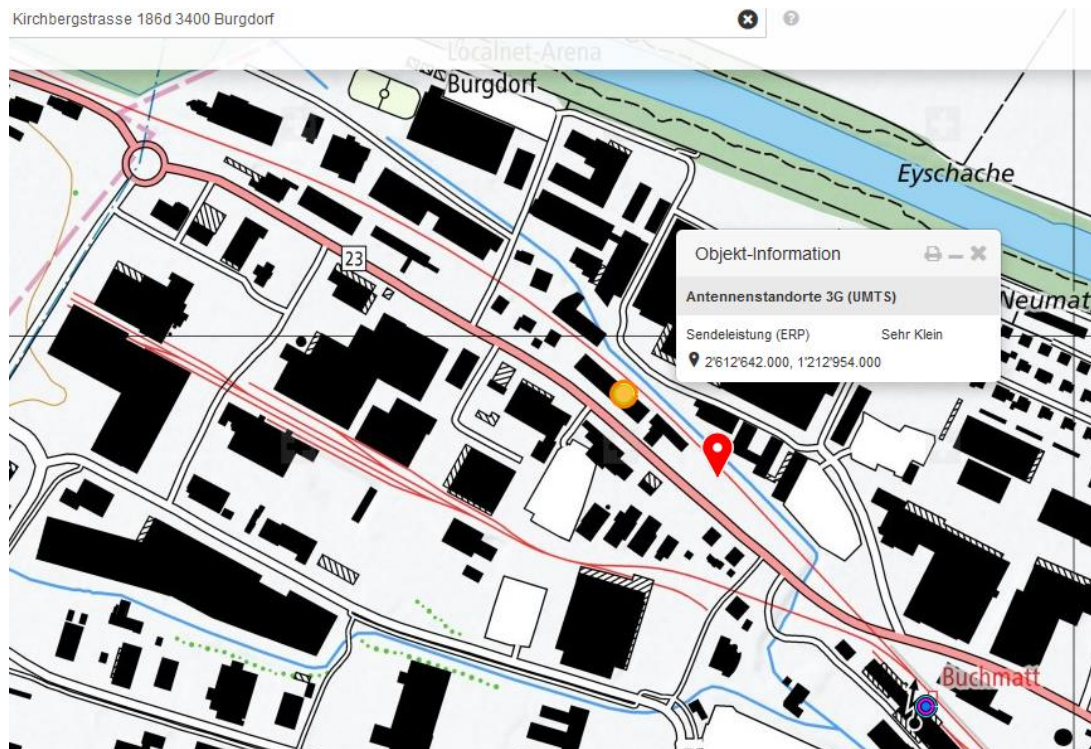 Kirchbergstrasse 186d 3400 Burgdorf
Localnet-Arena
Burgdorf
Eyschache
23
Objekt-Information
Antennenstandorte 3G (UMTS)
Neumat
Sendeleistung (ERP) Sehr Klein
2'612'642.000, 1'212'954.000
Buchmatt